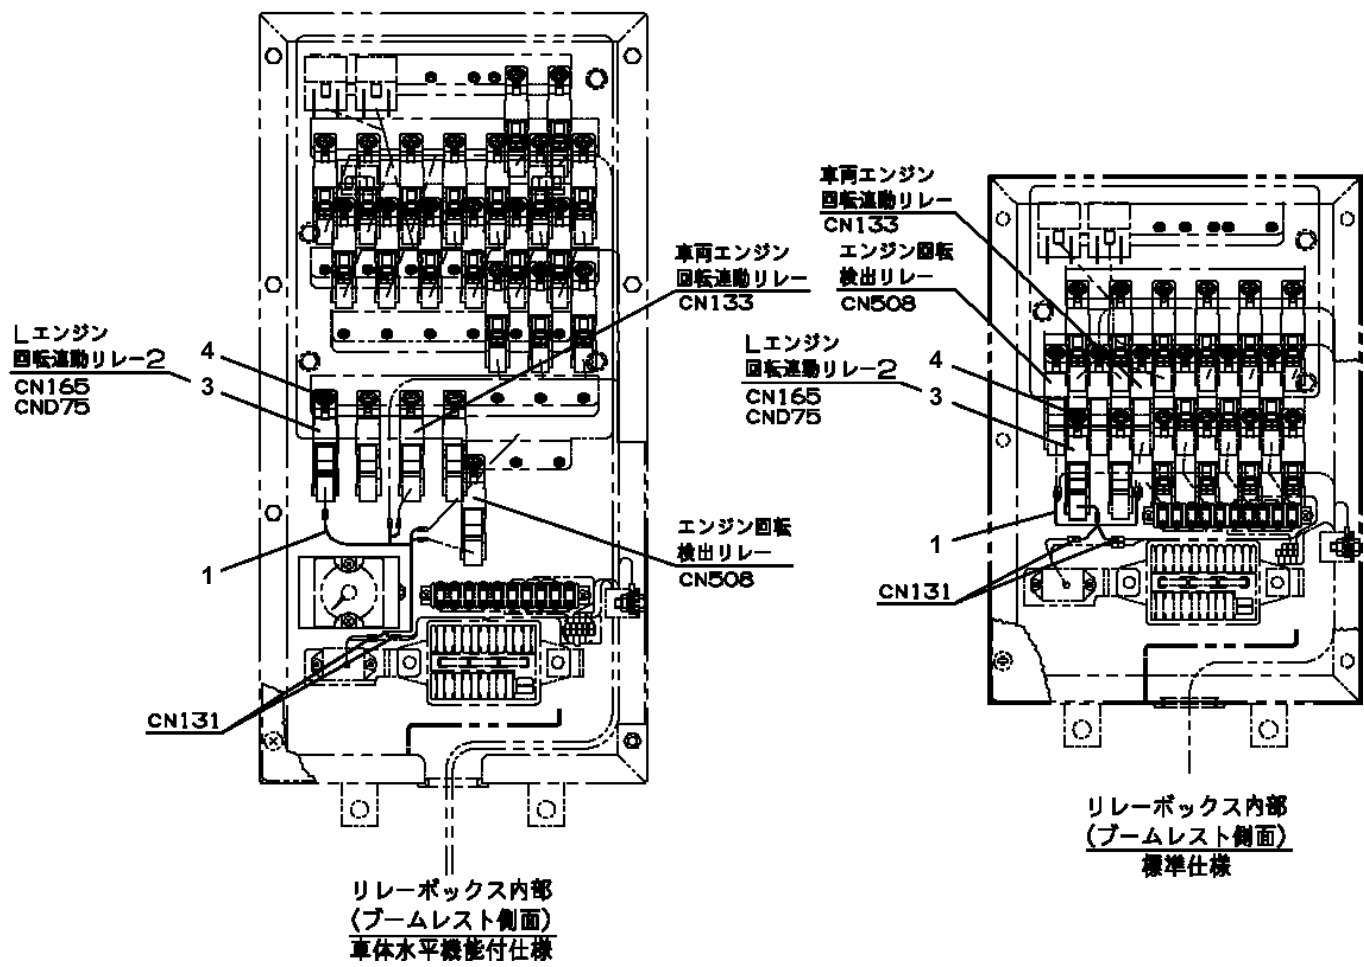 Lエンジン
回転連動リレー2
CN165
CND75
4
3
1
CN131
車両エンジン
回転連動リレー
CN133
エンジン回転
検出リレー
CN508
リレーボックス内部
(ブームレスト側面)
車体水平機能付仕様
車両エンジン
回転連動リレー
CN133
エンジン回転
検出リレー
CN508
Lエンジン
回転連動リレー2
CN165
CND75
4
3
1
CN131
リレーボックス内部
(ブームレスト側面)
標準仕様